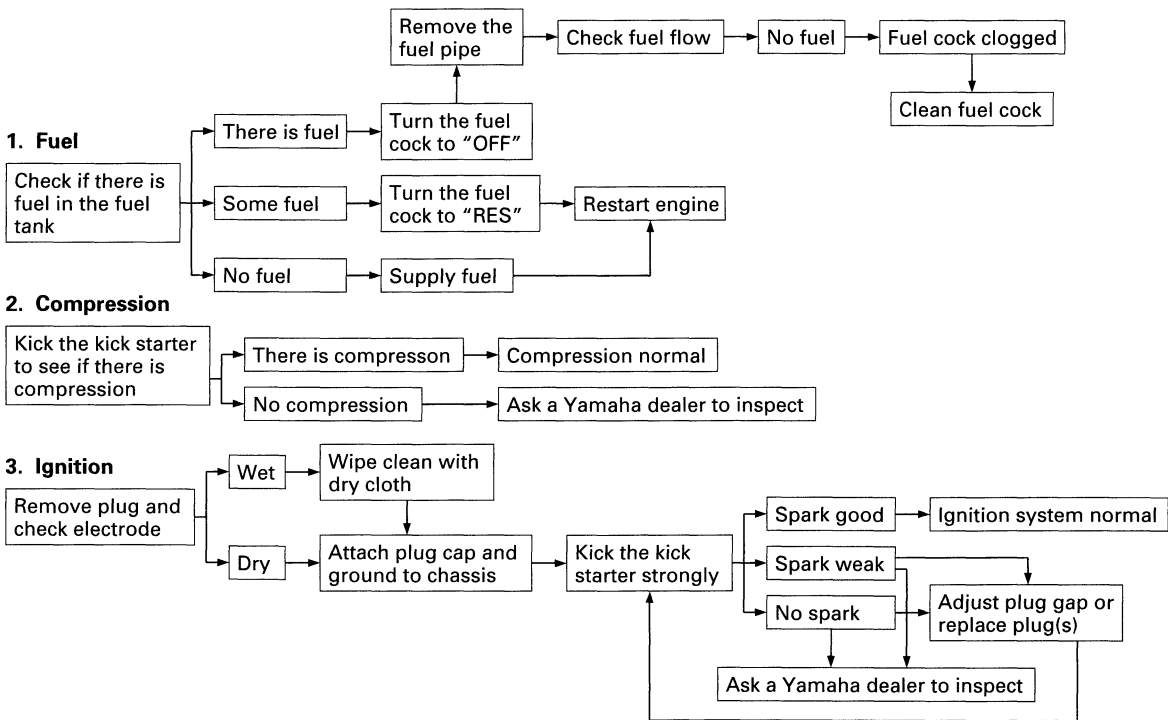 Remove the
fuel pipe
Check fuel flow
No fuel
Fuel cock clogged
Clean fuel cock
1. Fuel
There is fuel
Turn the fuel
cock to “OFF”
Check if there is
fuel in the fuel
tank
Some fuel
Turn the fuel
cock to “RES”
Restart engine
No fuel
Supply fuel
2. Compression
Kick the kick starter
to see if there is
compression
There is compresson
Compression normal
No compression
Ask a Yamaha dealer to inspect
3. Ignition
Remove plug and
check electrode
Wet
Wipe clean with
dry cloth
Dry
Attach plug cap and
ground to chassis
Kick the kick
starter strongly
Spark good
Ignition system normal
Spark weak
No spark
Adjust plug gap or
replace plug(s)
Ask a Yamaha dealer to inspect